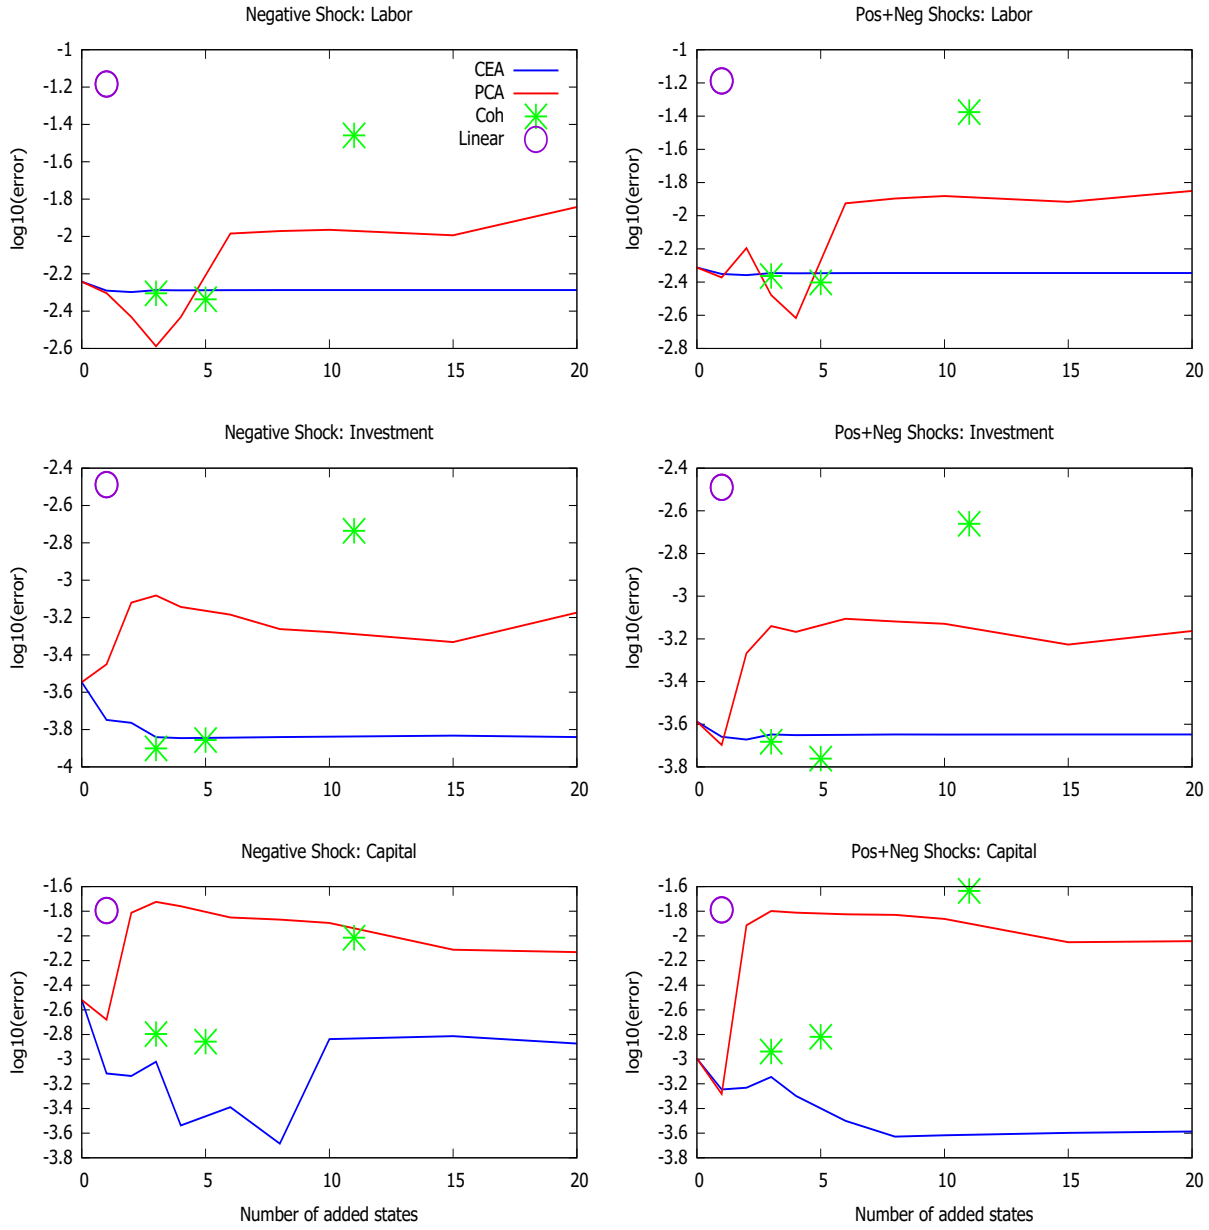 Negative Shock: Labor
Pos+Neg Shocks: Labor
log10(error)
-1
-1.2
-1.4
-1.6
-1.8
-2
-2.2
-2.4
-2.6
CEA
PCA
Coh
Linear
0 5 10 15 20
log10(error)
-1
-1.2
-1.4
-1.6
-1.8
-2
-2.2
-2.4
-2.6
-2.8
0 5 10 15 20
Negative Shock: Investment
Pos+Neg Shocks: Investment
log10(error)
-2.4
-2.6
-2.8
-3
-3.2
-3.4
-3.6
-3.8
-4
0 5 10 15 20
log10(error)
-2.4
-2.6
-2.8
-3
-3.2
-3.4
-3.6
-3.8
0 5 10 15 20
Negative Shock: Capital
Pos+Neg Shocks: Capital
log10(error)
-1.6
-1.8
-2
-2.2
-2.4
-2.6
-2.8
-3
-3.2
-3.4
-3.6
-3.8
0 5 10 15 20
Number of added states
log10(error)
-1.6
-1.8
-2
-2.2
-2.4
-2.6
-2.8
-3
-3.2
-3.4
-3.6
-3.8
0 5 10 15 20
Number of added states